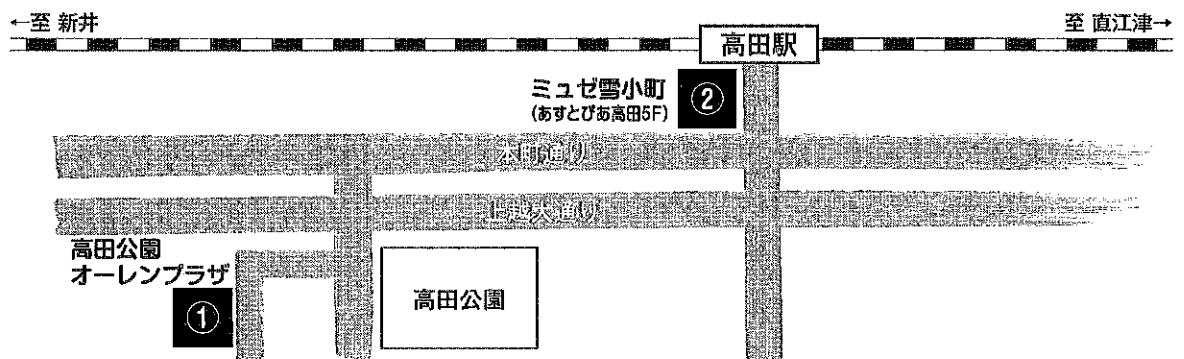 ←至 新井
至 直江津→
高田駅
ミュゼ雪小町
(あすとぴあ高田5F)
②
本町通り
上越大通り
高田公園
オーレンプラザ
①
高田公園